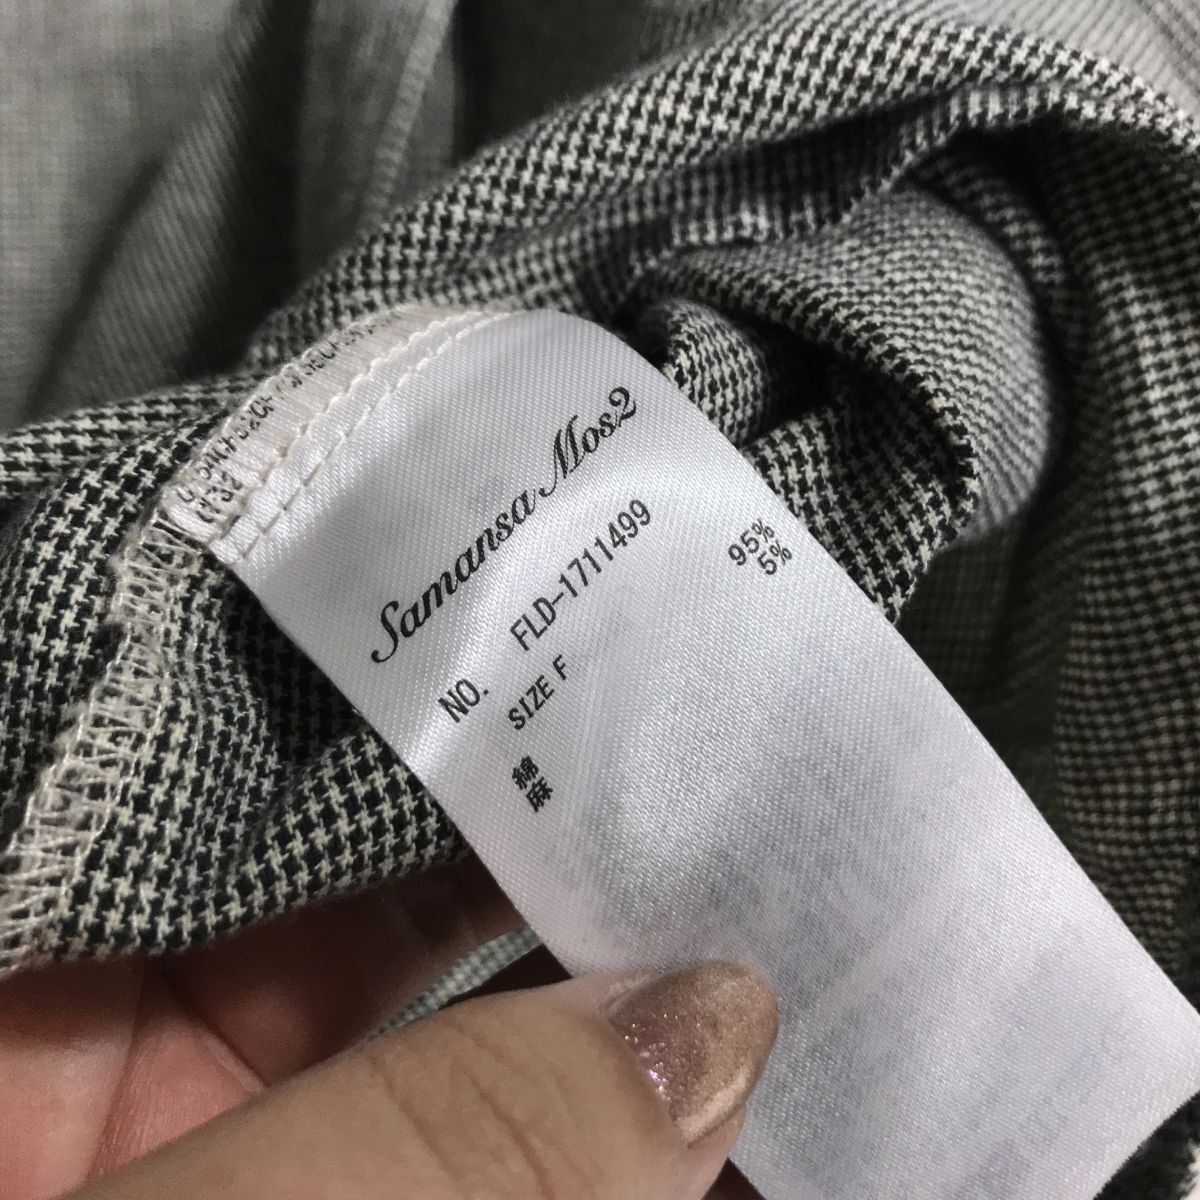 Samansa Mos2
NO. FLD-1711499
SIZE F
綿 95%
麻 5%